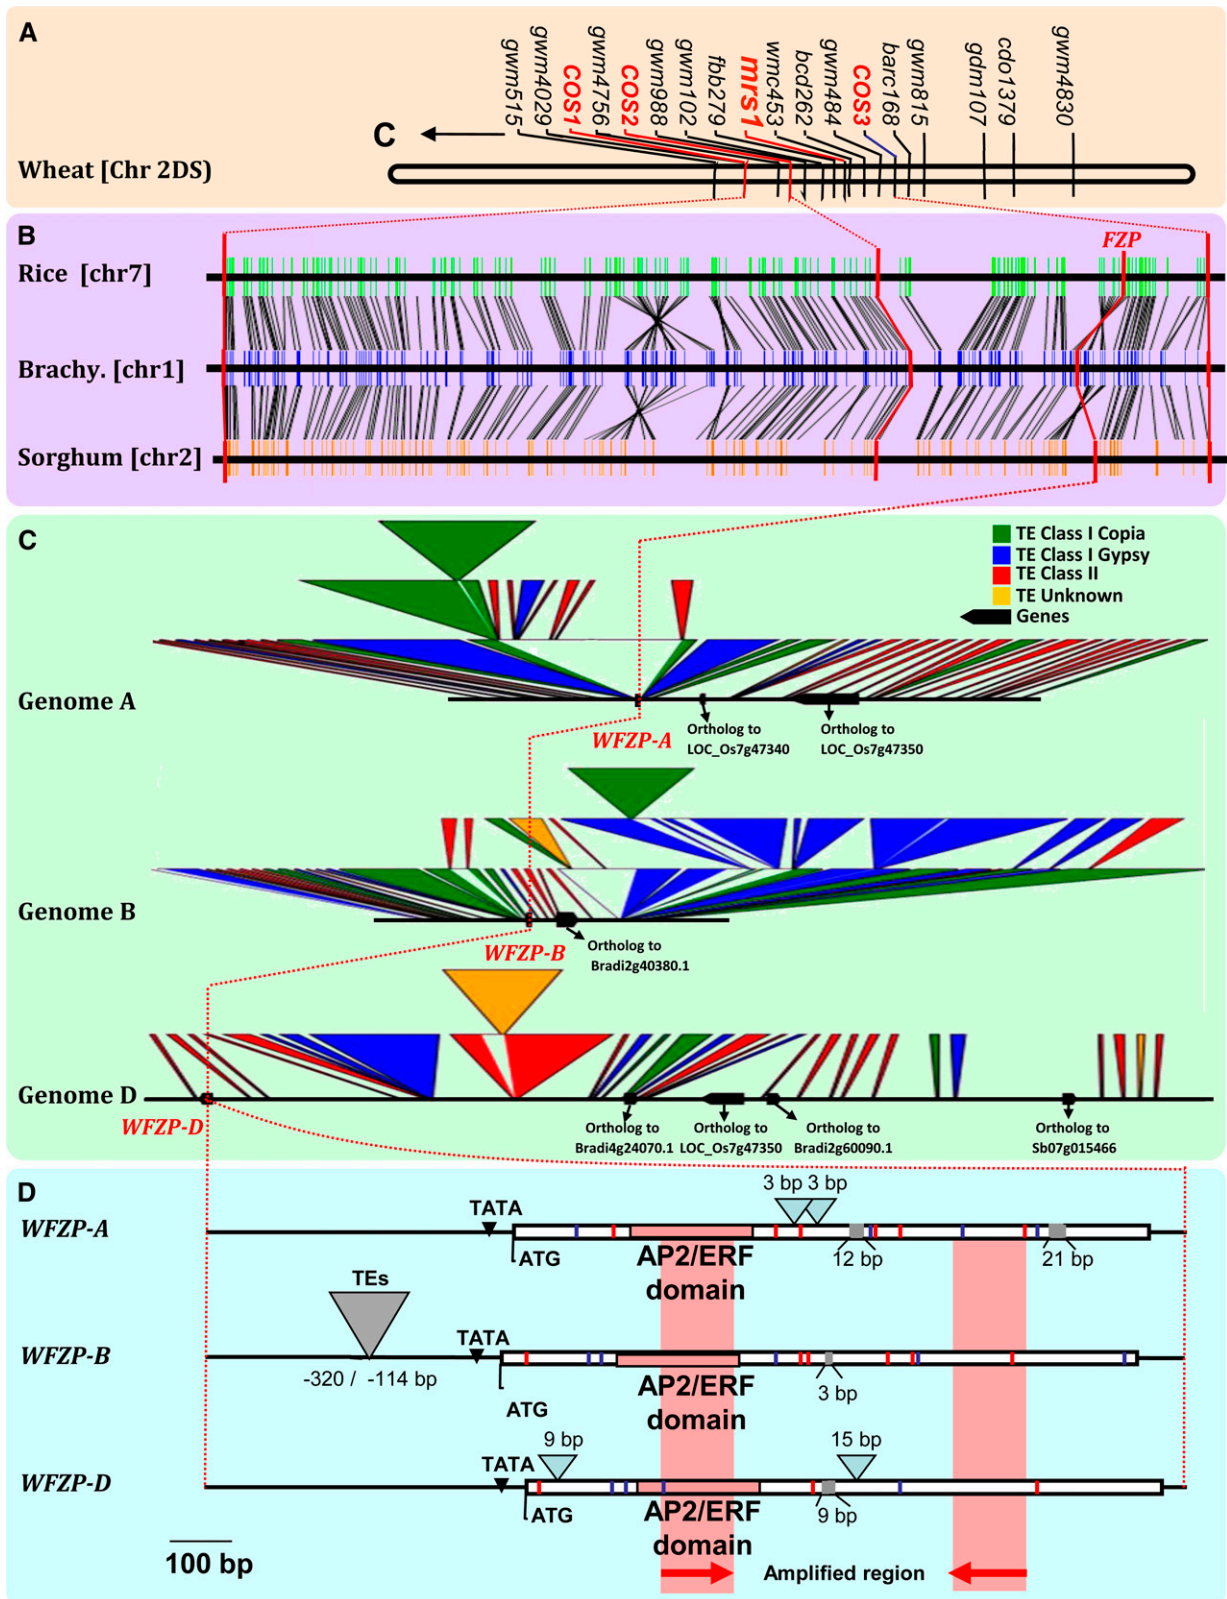 A
gwm515
gwm4029
COS1
gwm4756
COS2
gwm988
gwm102
fbb279
mrs1
wmc453
bcd262
gwm484
COS3
barc168
gwm815
gdm107
cdo1379
gwm4830
C
Wheat [Chr 2DS)
B
FZP
Rice [chr7]
Brachy. [chr1]
Sorghum [chr2]
C
TE Class I Copia
TE Class I Gypsy
TE Class II
TE Unknown
Genes
Genome A
WFZP-A
Ortholog to
LOC_Os7g47340
Ortholog to
LOC_Os7g47350
Genome B
WFZP-B
Ortholog to
Bradi2g40380.1
Genome D
WFZP-D
Ortholog to
Bradi4g24070.1
Ortholog to
LOC_Os7g47350
Ortholog to
Bradi2g60090.1
Ortholog to
Sb07g015466
D
3 bp 3 bp
WFZP-A
TATA
ATG
AP2/ERF
domain
12 bp
21 bp
TEs
WFZP-B
TATA
-320 / -114 bp
ATG
AP2/ERF
domain
3 bp
9 bp
15 bp
WFZP-D
TATA
ATG
AP2/ERF
domain
9 bp
100 bp
Amplified region